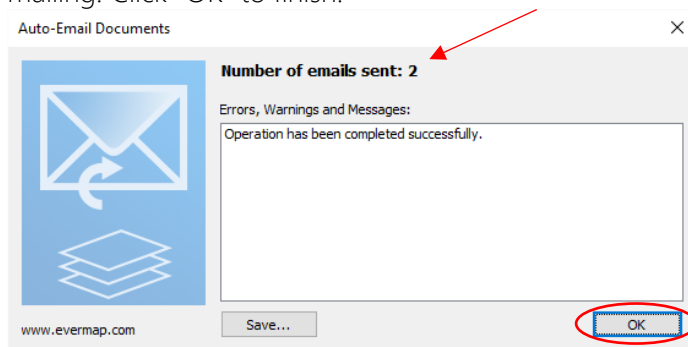 mailing. Click "OK" to finish.
Auto-Email Documents
Number of emails sent: 2
Errors, Warnings and Messages:
Operation has been completed successfully.
www.evermap.com
Save...
OK